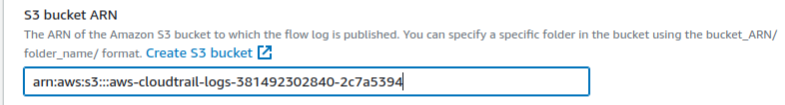 S3 bucket ARN
The ARN of the Amazon S3 bucket to which the flow log is published. You can specify a specific folder in the bucket using the bucket_ARN/
folder_name/ format. Create S3 bucket
arn:aws:s3:::aws-cloudtrail-logs-381492302840-2c7a5394